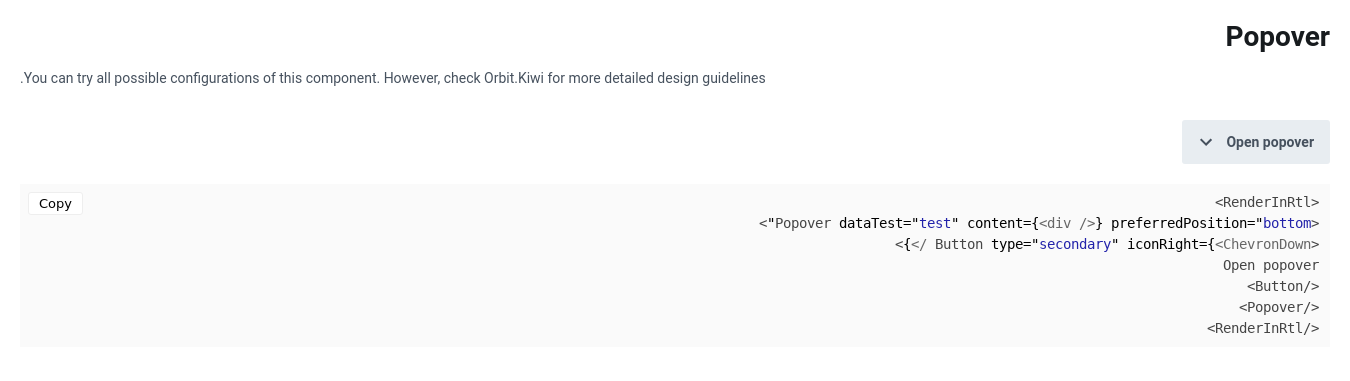 Popover
.You can try all possible configurations of this component. However, check Orbit.Kiwi for more detailed design guidelines
Open popover
Copy
<RenderInRtl>
<"Popover dataTest="test" content={<div />} preferredPosition="bottom>
<{</ Button type="secondary" iconRight={<ChevronDown>
Open popover
<Button/>
<Popover/>
<RenderInRtl/>